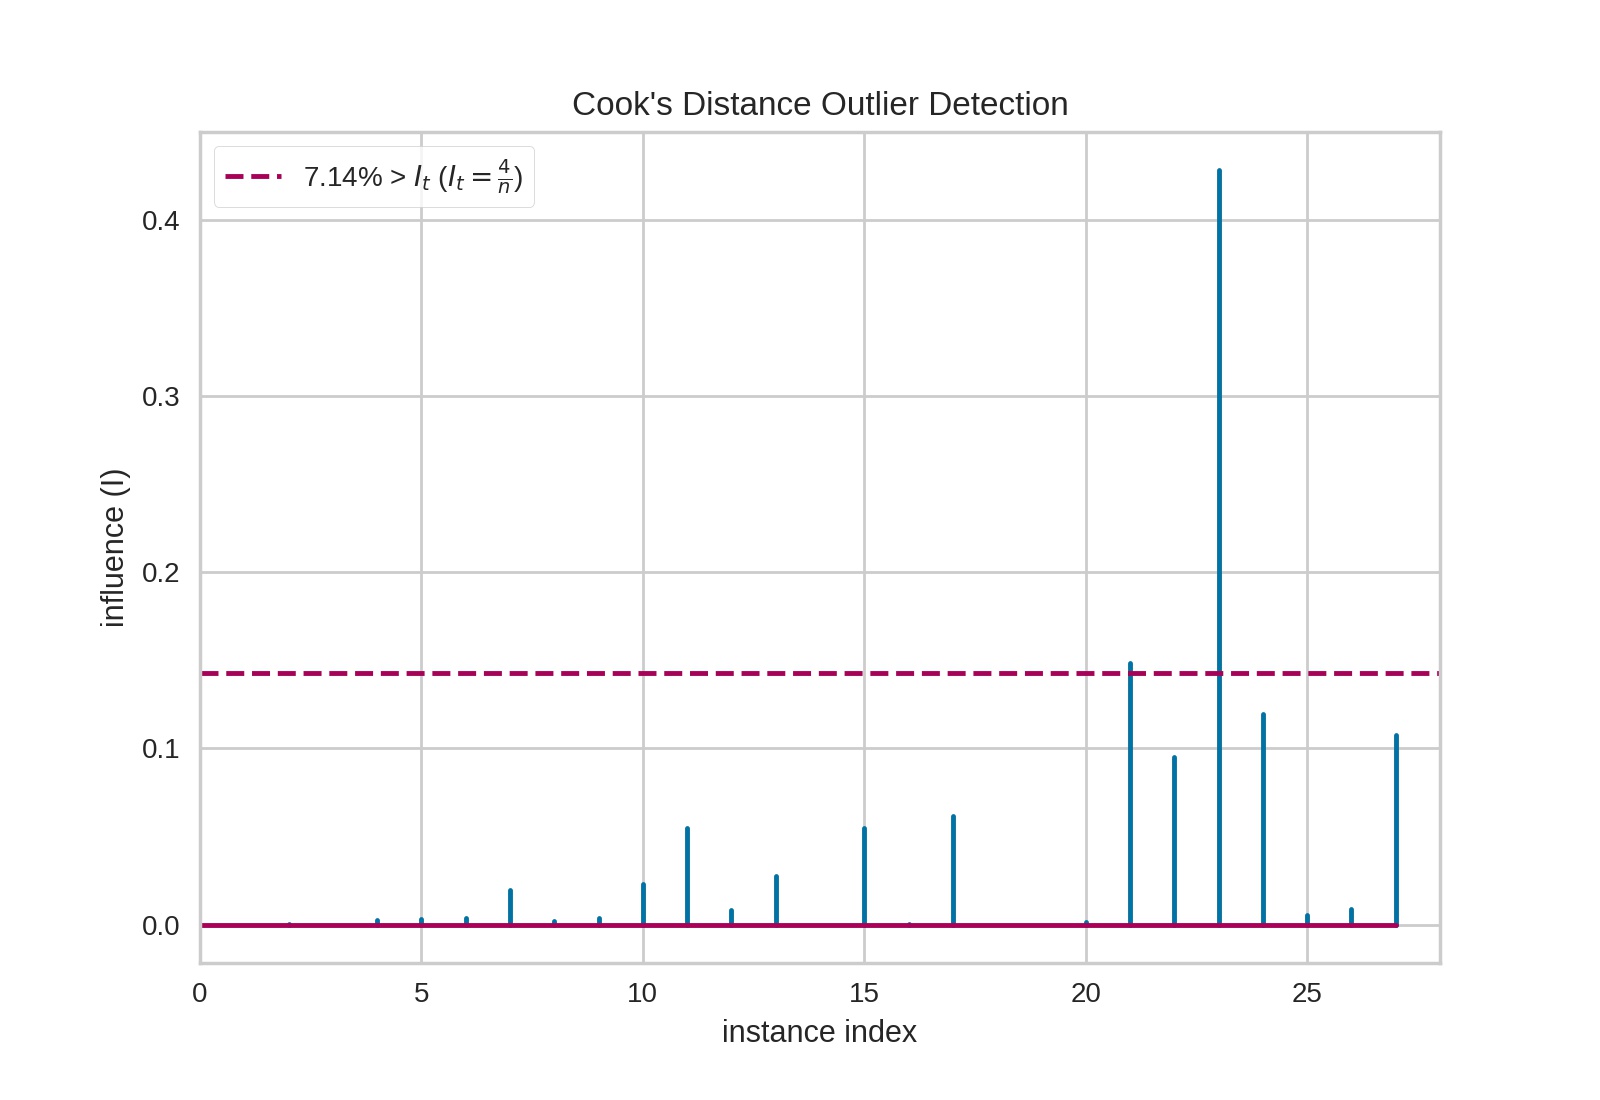 Cook's Distance Outlier Detection
7.14% > I_t (I_t = 4/n)
influence (I)
0.4
0.3
0.2
0.1
0.0
0 5 10 15 20 25
instance index